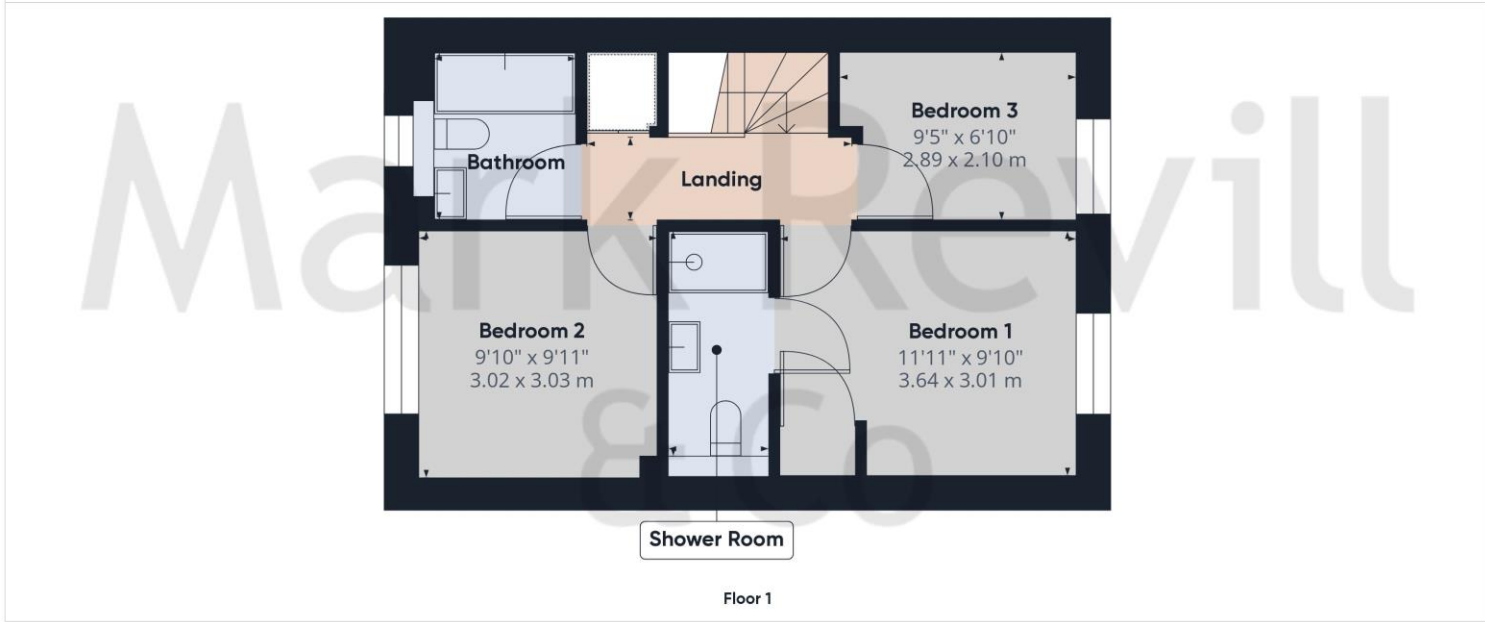 Bedroom 3
9'5" x 6'10"
2.89 x 2.10 m
Bathroom
Landing
Bedroom 2
9'10" x 9'11"
3.02 x 3.03 m
Bedroom 1
11'11" x 9'10"
3.64 x 3.01 m
Mark Revill
& Co
Shower Room
Floor 1